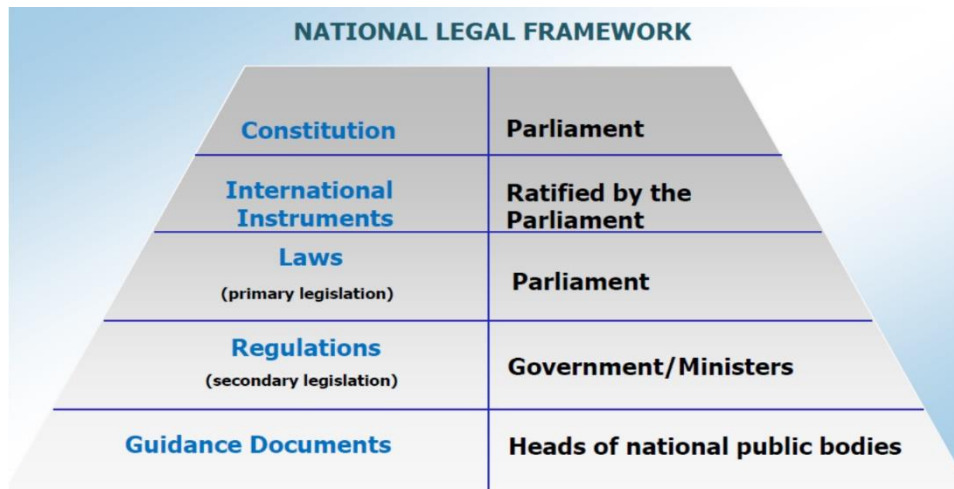 NATIONAL LEGAL FRAMEWORK
Constitution
Parliament
International
Instruments
Ratified by the
Parliament
Laws
(primary legislation)
Parliament
Regulations
(secondary legislation)
Government/Ministers
Guidance Documents
Heads of national public bodies